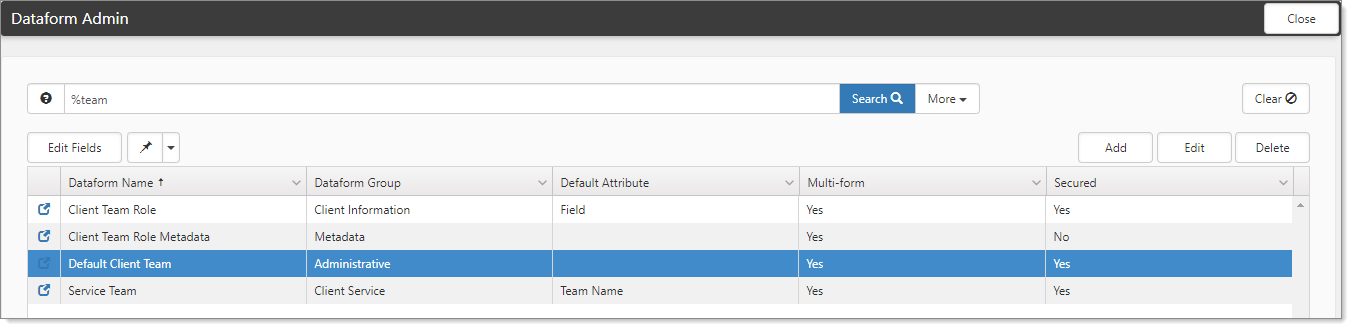 Dataform Admin Close
%team Search More Clear
Edit Fields Add Edit Delete
Dataform Name Dataform Group Default Attribute Multi-form Secured
Client Team Role Client Information Field Yes Yes
Client Team Role Metadata Metadata Yes No
Default Client Team Administrative Yes Yes
Service Team Client Service Team Name Yes Yes